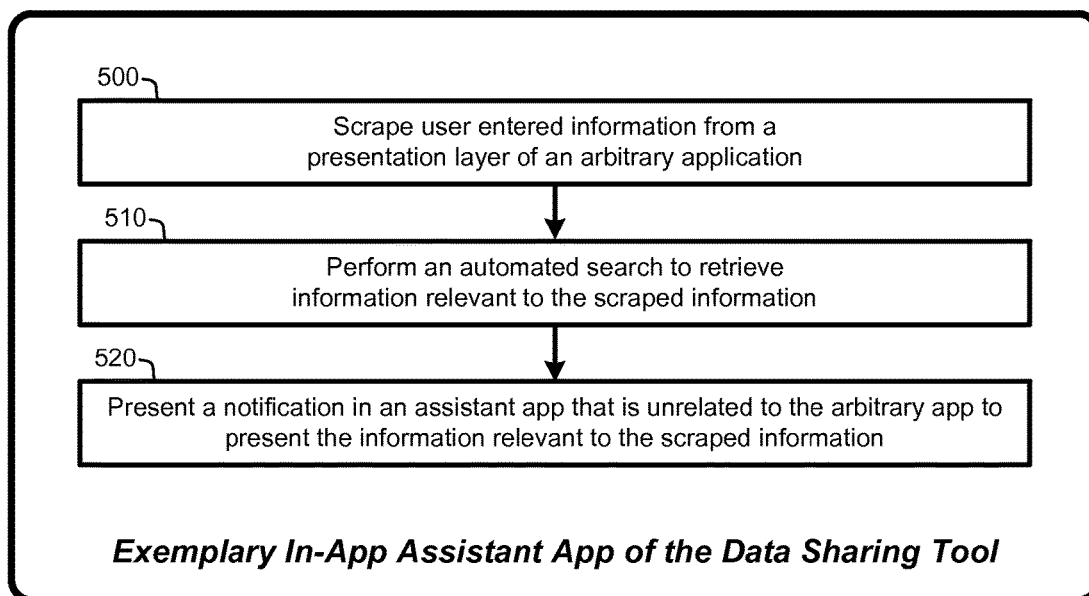 500
Scrape user entered information from a
presentation layer of an arbitrary application
510
Perform an automated search to retrieve
information relevant to the scraped information
520
Present a notification in an assistant app that is unrelated to the arbitrary app to
present the information relevant to the scraped information
Exemplary In-App Assistant App of the Data Sharing Tool